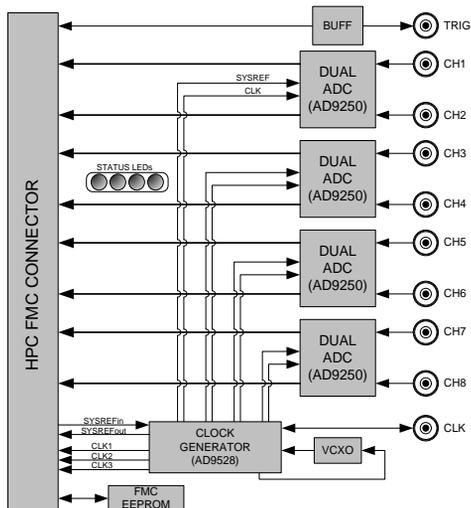 BUFF
TRIG
CH1
DUAL
ADC
(AD9250)
SYSREF
CLK
CH2
CH3
DUAL
ADC
(AD9250)
STATUS LEDs
CH4
HPC FMC CONNECTOR
CH5
DUAL
ADC
(AD9250)
CH6
CH7
DUAL
ADC
(AD9250)
CH8
SYSREFin
SYSREFout
CLK1
CLK2
CLK3
CLOCK
GENERATOR
(AD9528)
VCXO
CLK
FMC
EEPROM